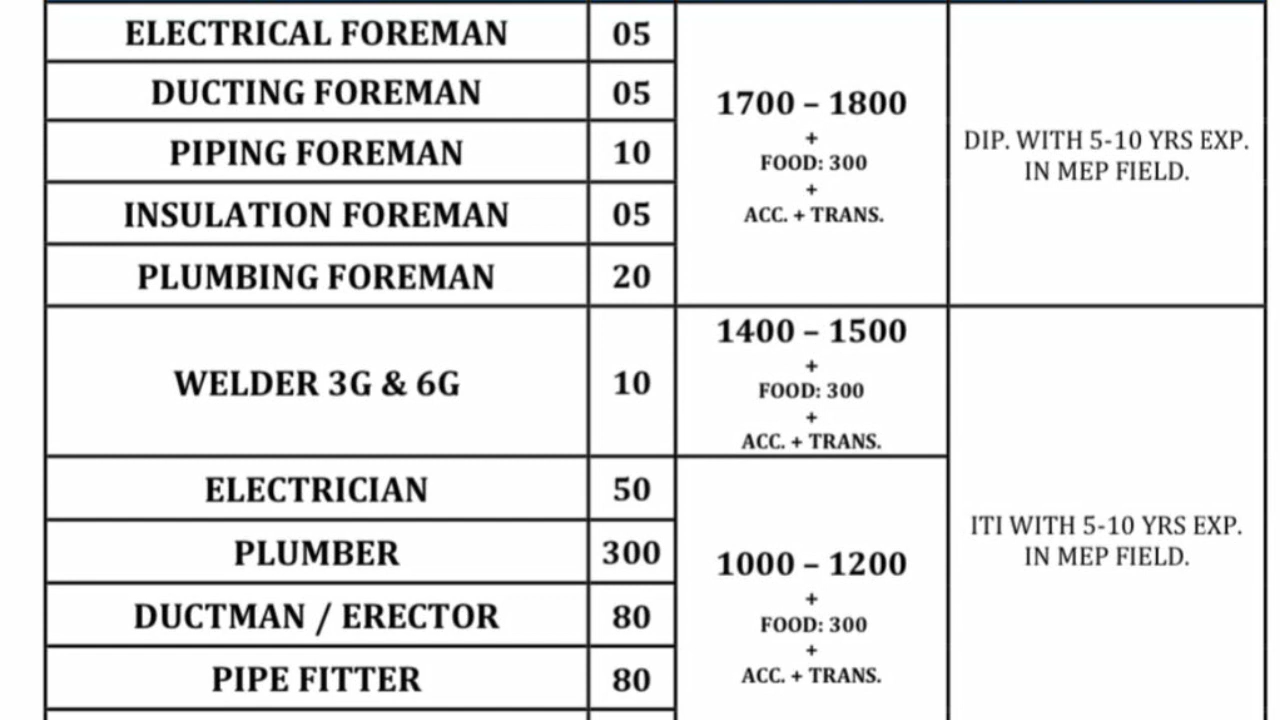 ELECTRICAL FOREMAN 05
DUCTING FOREMAN 05
PIPING FOREMAN 10
INSULATION FOREMAN 05
PLUMBING FOREMAN 20
1700 – 1800
+
FOOD: 300
+
ACC. + TRANS.
DIP. WITH 5-10 YRS EXP.
IN MEP FIELD.
WELDER 3G & 6G 10
1400 – 1500
+
FOOD: 300
+
ACC. + TRANS.
ELECTRICIAN 50
PLUMBER 300
DUCTMAN / ERECTOR 80
PIPE FITTER 80
1000 – 1200
+
FOOD: 300
+
ACC. + TRANS.
ITI WITH 5-10 YRS EXP.
IN MEP FIELD.